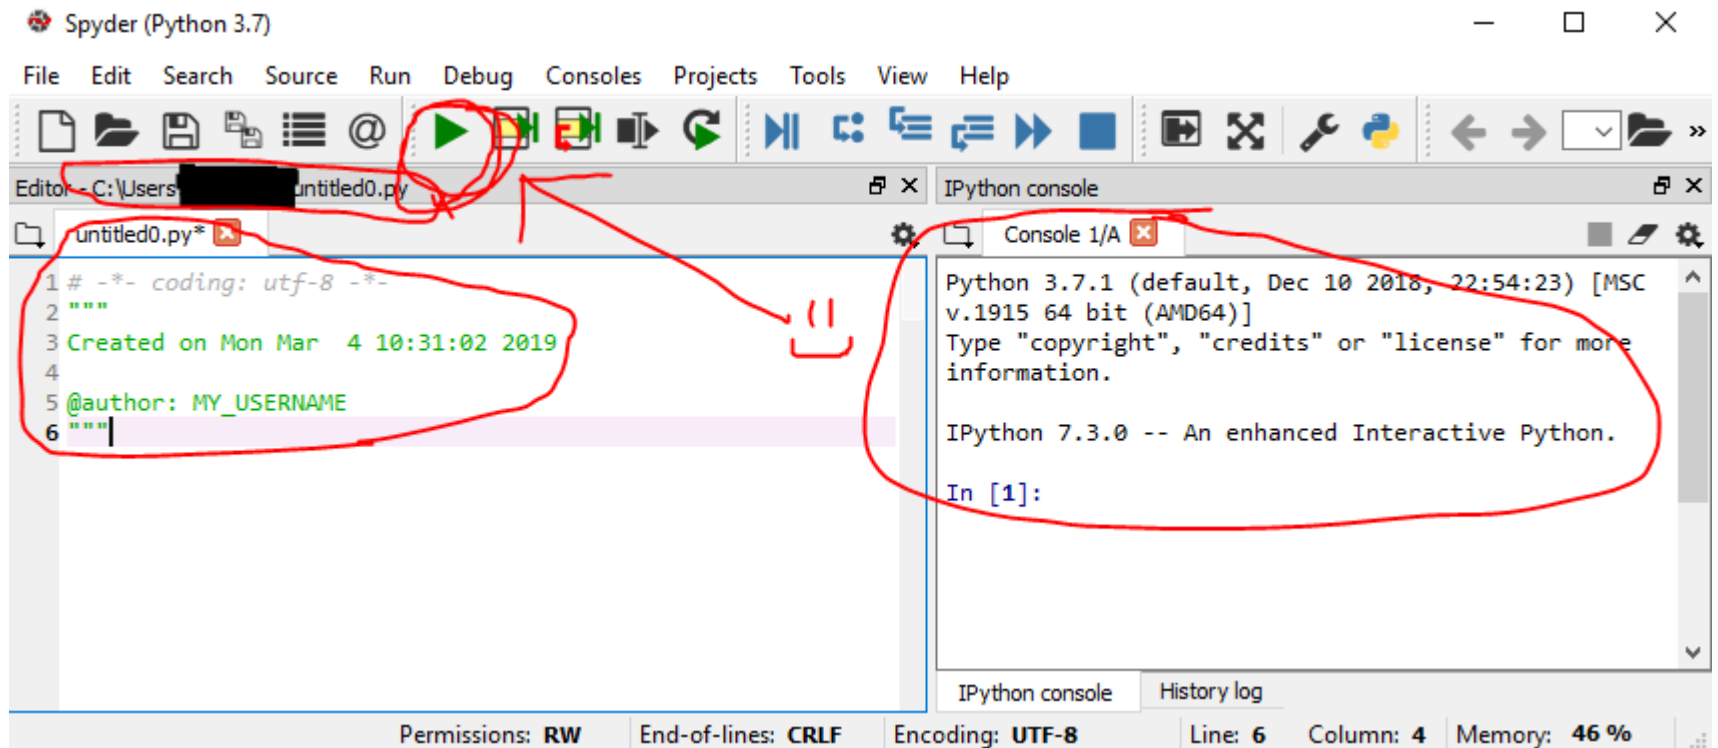 Spyder (Python 3.7)
File Edit Search Source Run Debug Consoles Projects Tools View Help
Editor - C:\Users untitled0.py
IPython console
untitled0.py*
Console 1/A
1 # -*- coding: utf-8 -*-
2 """
3 Created on Mon Mar  4 10:31:02 2019
4
5 @author: MY_USERNAME
6 """
Python 3.7.1 (default, Dec 10 2018, 22:54:23) [MSC
v.1915 64 bit (AMD64)]
Type "copyright", "credits" or "license" for more
information.
IPython 7.3.0 -- An enhanced Interactive Python.
In [1]:
IPython console History log
Permissions: RW End-of-lines: CRLF Encoding: UTF-8 Line: 6 Column: 4 Memory: 46 %